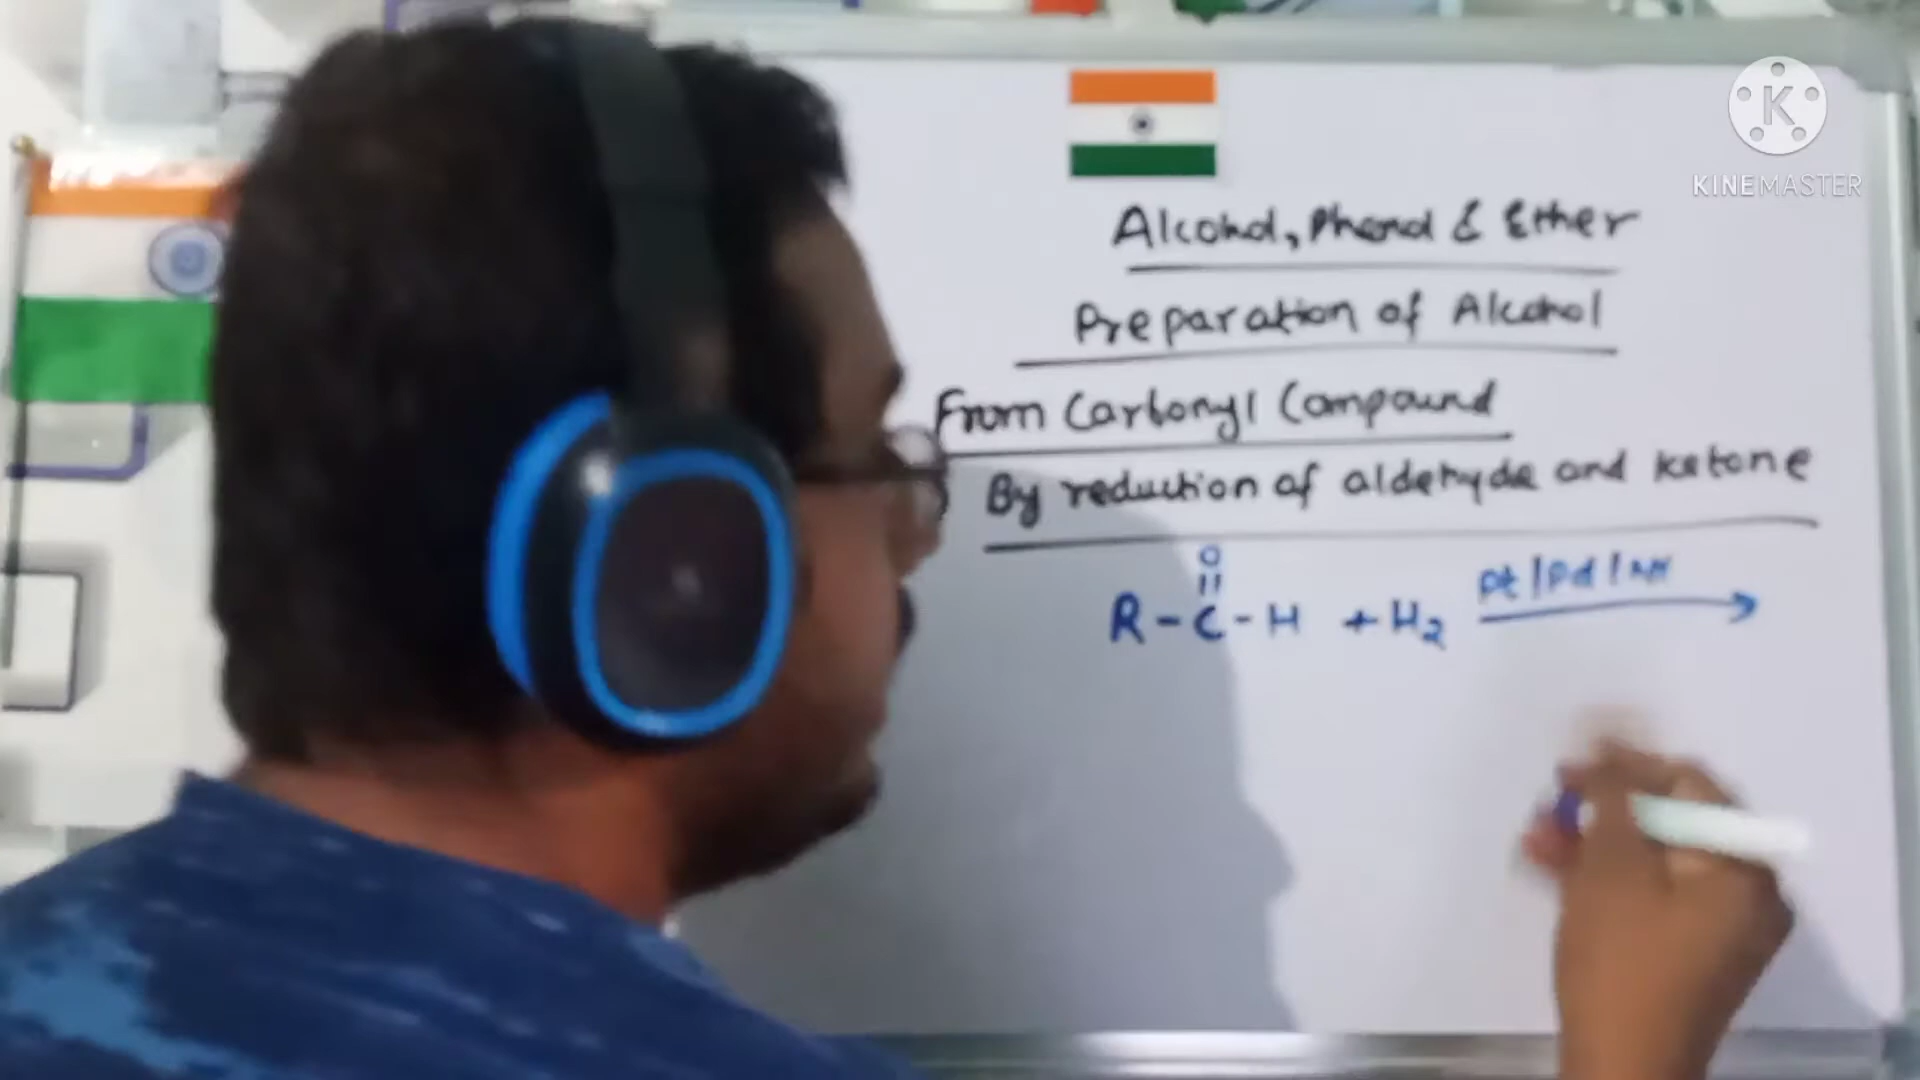 KINEMASTER
Alcohol, Phenol & Ether
Preparation of Alcohol
From Carbonyl Compound
By reduction of aldehyde and ketone
O
||
R-C-H + H2 Pt/Pd/Ni